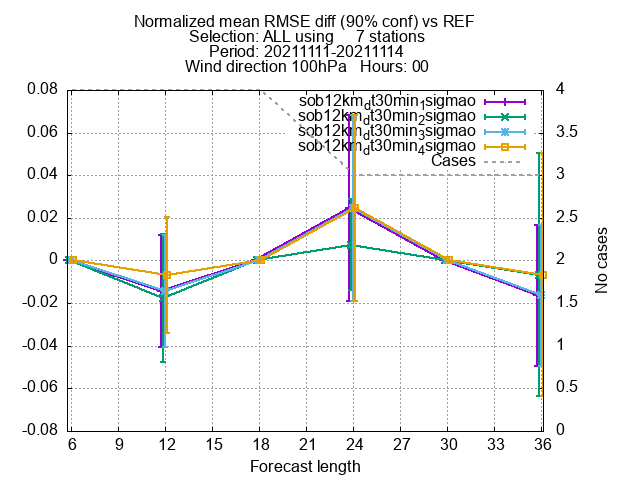 Normalized mean RMSE diff (90% conf) vs REF
Selection: ALL using 7 stations
Period: 20211111-20211114
Wind direction 100hPa Hours: 00
sob12km_dt30min_1sigmao
sob12km_dt30min_2sigmao
sob12km_dt30min_3sigmao
sob12km_dt30min_4sigmao
Cases
0.08
0.06
0.04
0.02
0
-0.02
-0.04
-0.06
-0.08
4
3.5
3
2.5
2
1.5
1
0.5
0
No cases
6 9 12 15 18 21 24 27 30 33 36
Forecast length